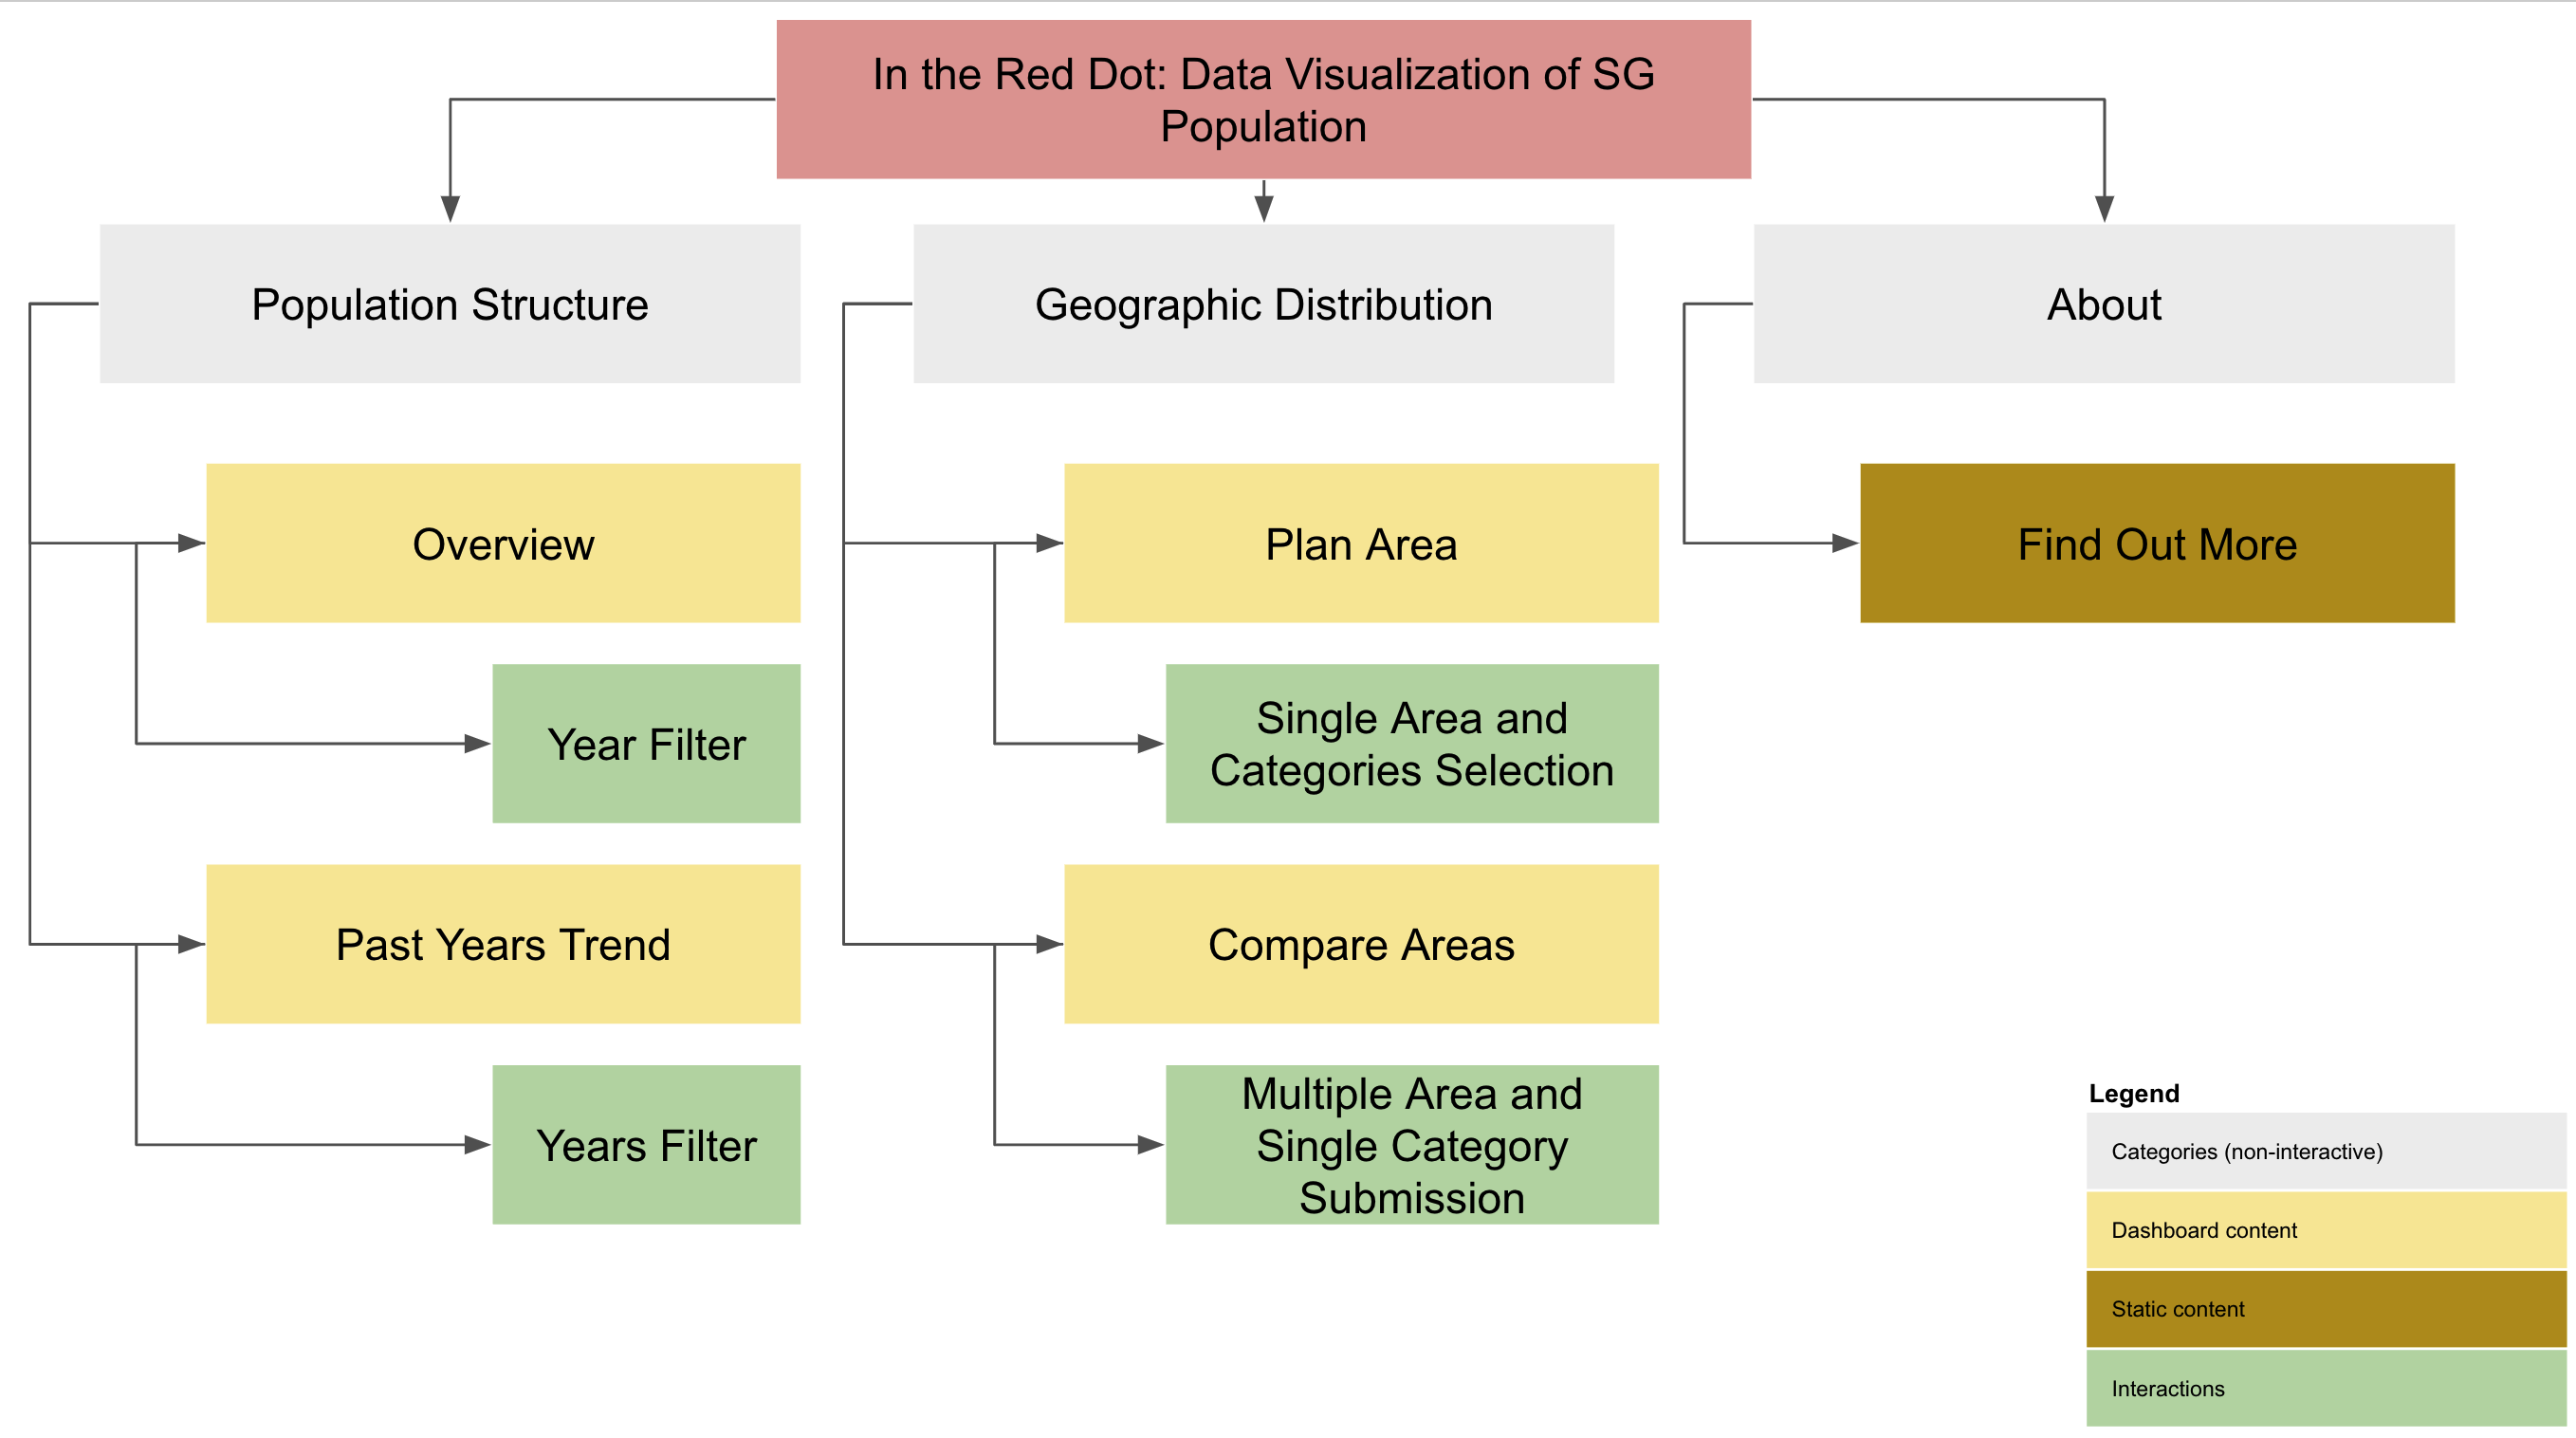 In the Red Dot: Data Visualization of SG
Population
Population Structure
Geographic Distribution
About
Overview
Plan Area
Find Out More
Year Filter
Single Area and
Categories Selection
Past Years Trend
Compare Areas
Years Filter
Multiple Area and
Single Category
Submission
Legend
Categories (non-interactive)
Dashboard content
Static content
Interactions